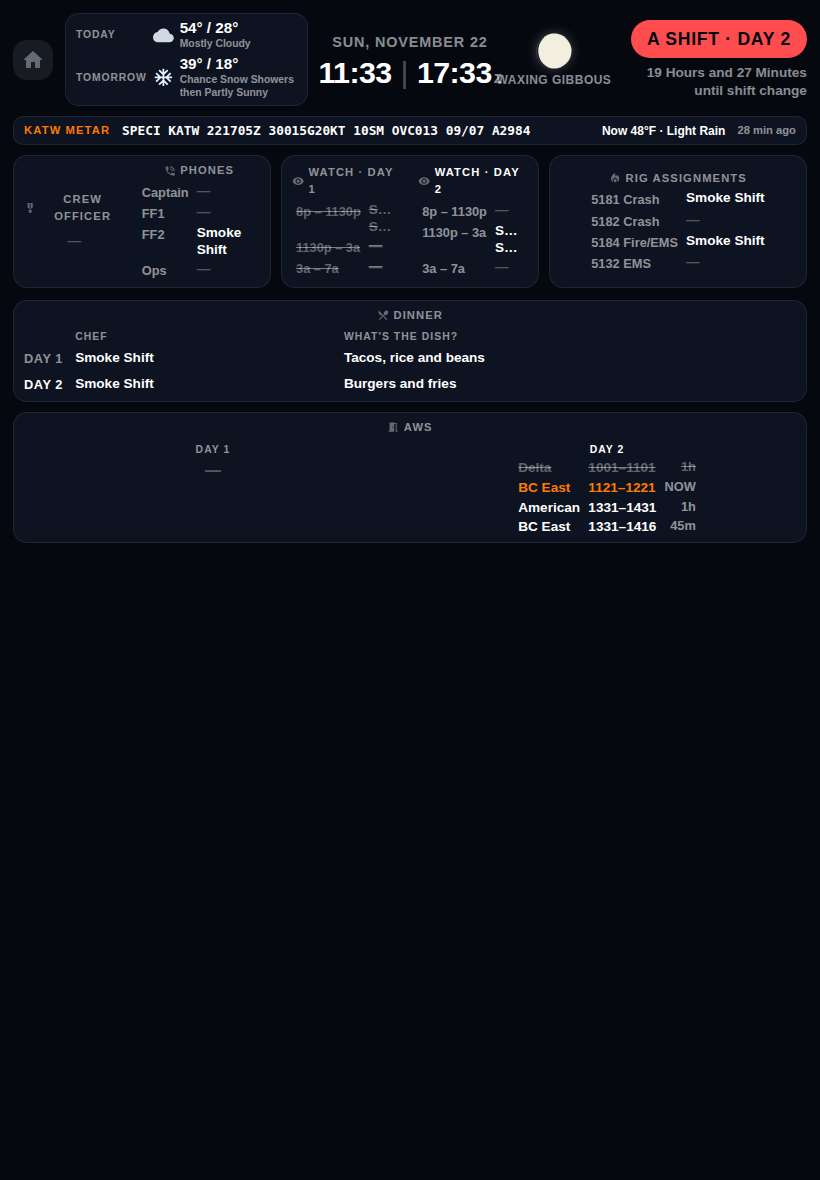 TODAY 54° / 28°
Mostly Cloudy
TOMORROW 39° / 18°
Chance Snow Showers
then Partly Sunny
SUN, NOVEMBER 22
11:33 | 17:33Z
WAXING GIBBOUS
A SHIFT · DAY 2
19 Hours and 27 Minutes
until shift change
KATW METAR SPECI KATW 221705Z 30015G20KT 10SM OVC013 09/07 A2984 Now 48°F · Light Rain 28 min ago
CREW
OFFICER
—
PHONES
Captain —
FF1 —
FF2 Smoke
Shift
Ops —
WATCH · DAY
1
8p – 1130p S…
S…
1130p – 3a —
3a – 7a —
WATCH · DAY
2
8p – 1130p —
1130p – 3a S…
S…
3a – 7a —
RIG ASSIGNMENTS
5181 Crash Smoke Shift
5182 Crash —
5184 Fire/EMS Smoke Shift
5132 EMS —
DINNER
CHEF WHAT'S THE DISH?
DAY 1 Smoke Shift Tacos, rice and beans
DAY 2 Smoke Shift Burgers and fries
AWS
DAY 1
—
DAY 2
Delta 1001–1101 1h
BC East 1121–1221 NOW
American 1331–1431 1h
BC East 1331–1416 45m